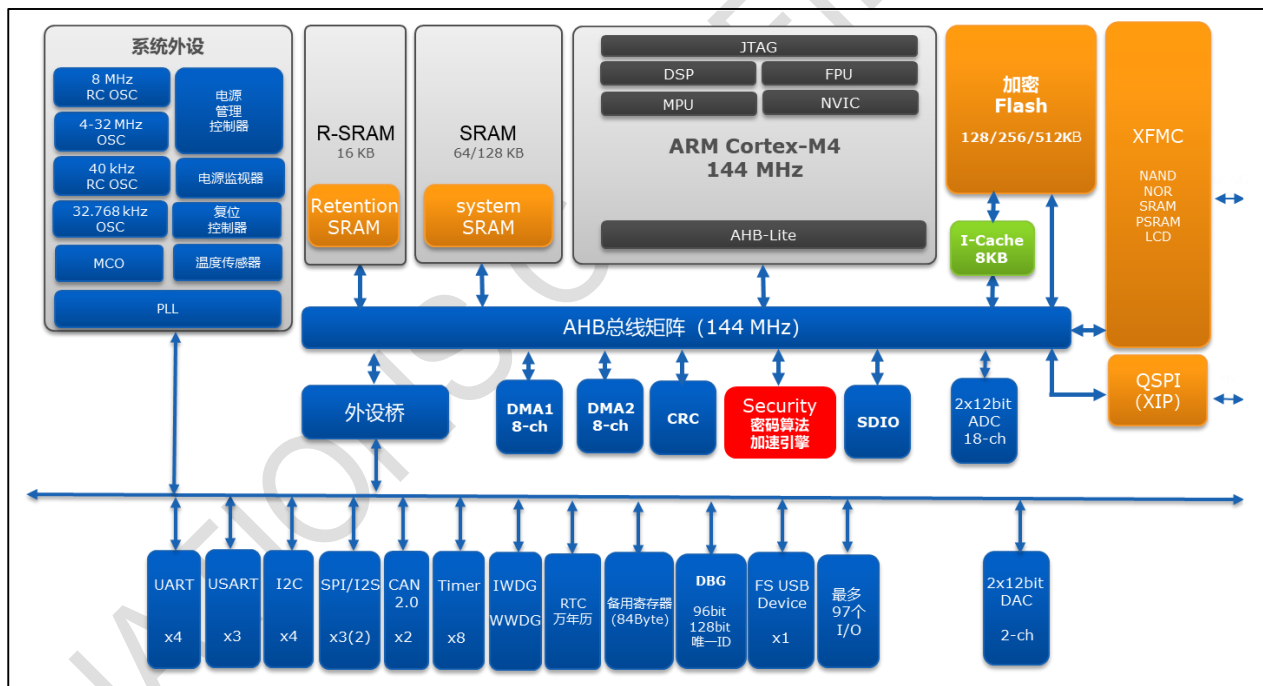 系统外设
8 MHz
RC OSC
4-32 MHz
OSC
40 kHz
RC OSC
32.768 kHz
OSC
MCO
电源
管理
控制器
电源监视器
复位
控制器
温度传感器
PLL
R-SRAM
16 KB
Retention
SRAM
SRAM
64/128 KB
system
SRAM
JTAG
DSP
FPU
MPU
NVIC
ARM Cortex-M4
144 MHz
AHB-Lite
加密
Flash
128/256/512KB
I-Cache
8KB
XFMC
NAND
NOR
SRAM
PSRAM
LCD
AHB总线矩阵（144 MHz）
外设桥
DMA1
8-ch
DMA2
8-ch
CRC
Security
密码算法
加速引擎
SDIO
2x12bit
ADC
18-ch
QSPI
（XIP）
UART
x4
USART
x3
I2C
x4
SPI/I2S
x3(2)
CAN
2.0
x2
Timer
x8
IWDG
WWDG
RTC
万年历
备用寄存器
(84Byte)
DBG
96bit
128bit
唯一ID
FS USB
Device
x1
最多
97个
I/O
2x12bit
DAC
2-ch